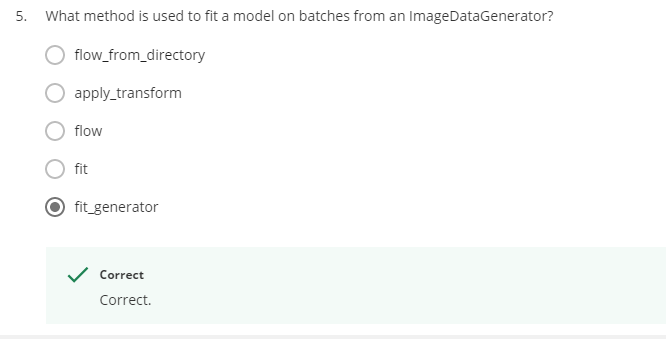 5. What method is used to fit a model on batches from an ImageDataGenerator?
flow_from_directory
apply_transform
flow
fit
fit_generator
Correct
Correct.